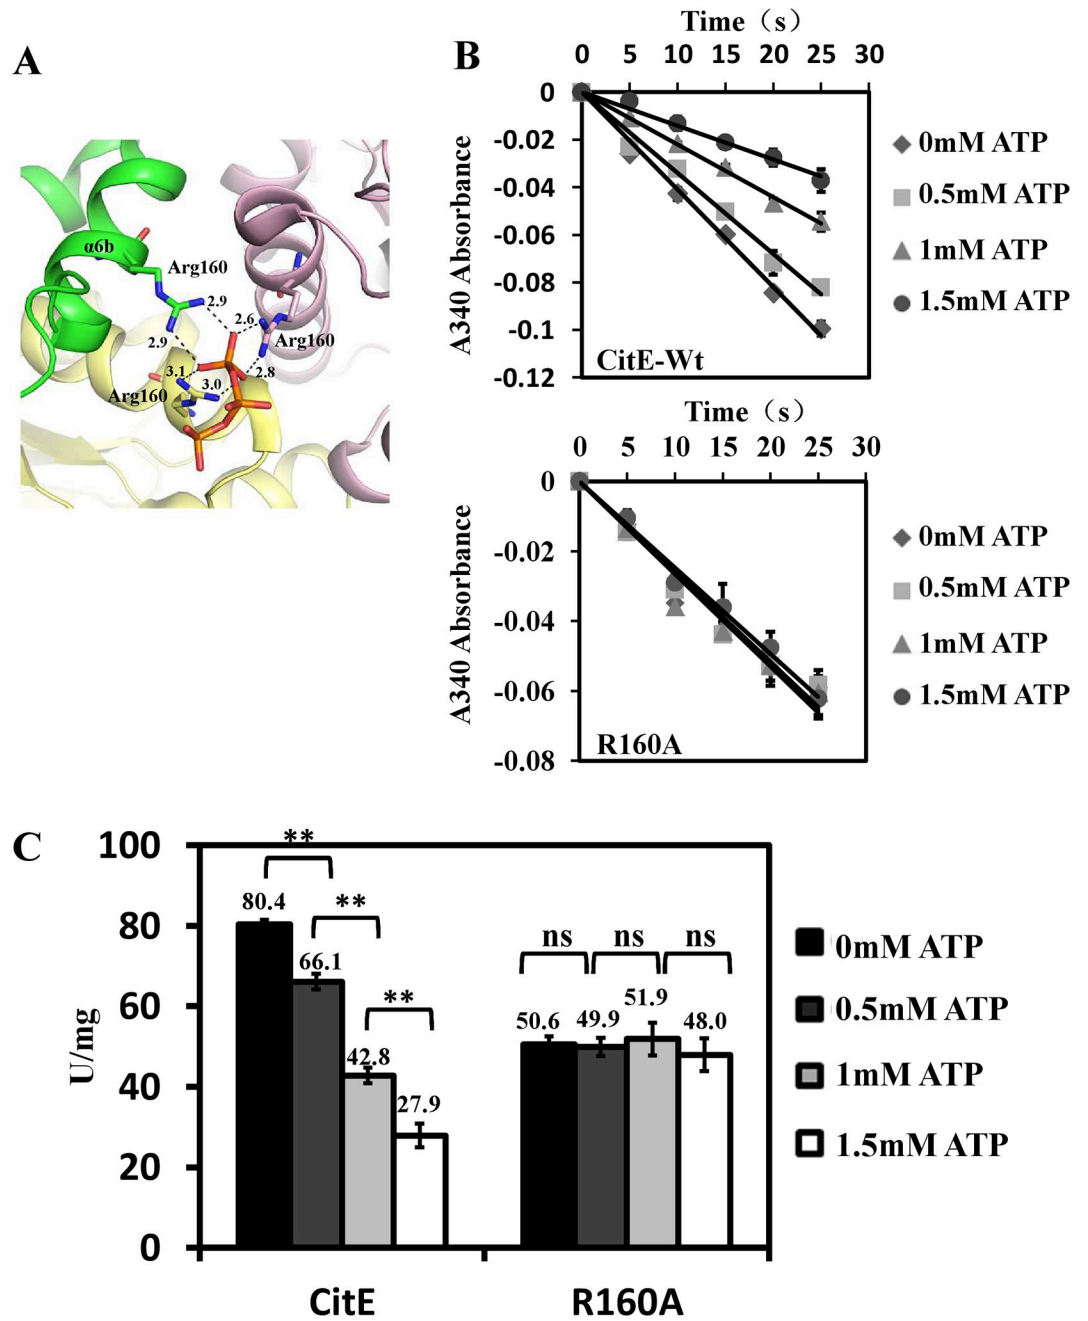 A
α6b
Arg160
2.9
2.6
Arg160
2.9
3.1
3.0
2.8
Arg160
B
Time（s）
0 5 10 15 20 25 30
0
-0.02
-0.04
-0.06
-0.08
-0.1
-0.12
A340 Absorbance
CitE-Wt
0mM ATP
0.5mM ATP
1mM ATP
1.5mM ATP
Time（s）
0 5 10 15 20 25 30
0
-0.02
-0.04
-0.06
-0.08
A340 Absorbance
R160A
0mM ATP
0.5mM ATP
1mM ATP
1.5mM ATP
C
100
80
60
40
20
0
U/mg
**
**
**
80.4
66.1
42.8
27.9
ns ns ns
50.6 49.9 51.9 48.0
CitE R160A
0mM ATP
0.5mM ATP
1mM ATP
1.5mM ATP